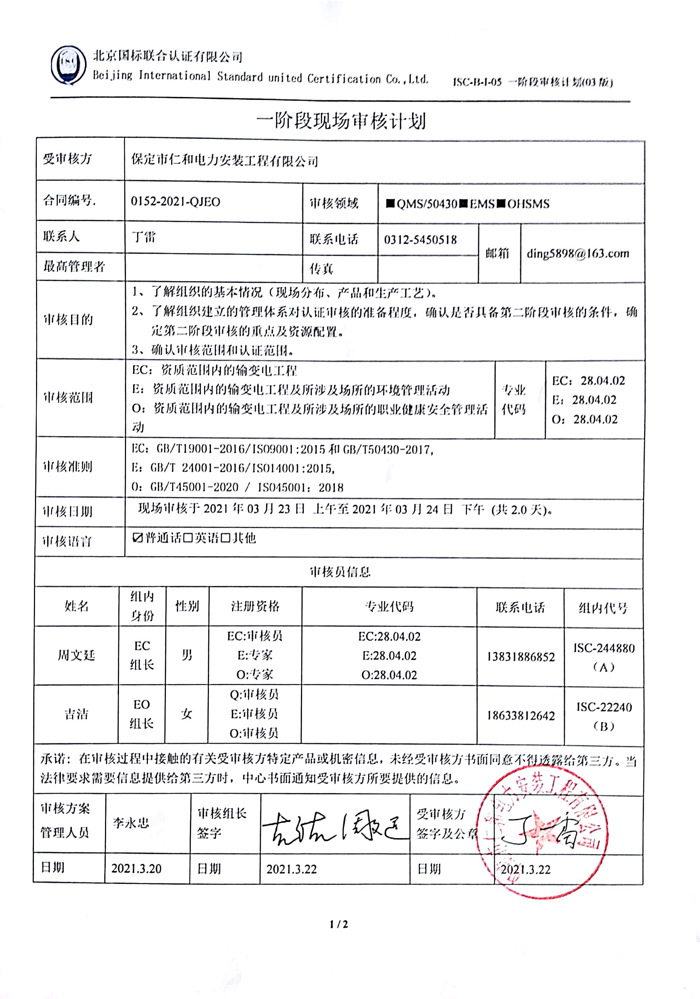 北京国标联合认证有限公司
Beijing International Standard united Certification Co.,Ltd.
ISC-B-I-05 一阶段审核计划(03版)
一阶段现场审核计划
受审核方 保定市仁和电力安装工程有限公司
合同编号. 0152-2021-QJEO 审核领域 ■QMS/50430■EMS■OHSMS
联系人 丁雷 联系电话 0312-5450518 邮箱 ding5898@163.com
最高管理者 传真
审核目的
1、了解组织的基本情况（现场分布、产品和生产工艺）。
2、了解组织建立的管理体系对认证审核的准备程度，确认是否具备第二阶段审核的条件，确
定第二阶段审核的重点及资源配置。
3、确认审核范围和认证范围。
审核范围
EC：资质范围内的输变电工程
E：资质范围内的输变电工程及所涉及场所的环境管理活动
O：资质范围内的输变电工程及所涉及场所的职业健康安全管理活
动
专业
代码
EC：28.04.02
E：28.04.02
O：28.04.02
审核准则
EC：GB/T19001-2016/ISO9001:2015 和 GB/T50430-2017,
E：GB/T 24001-2016/ISO14001:2015,
O：GB/T45001-2020 / ISO45001：2018
审核日期 现场审核于 2021 年 03 月 23 日 上午至 2021 年 03 月 24 日 下午 (共 2.0 天)。
审核语言 ☑普通话□英语□其他
审核员信息
姓名 组内
身份 性别 注册资格 专业代码 联系电话 组内代号
周文廷
EC
组长
男
EC:审核员
E:专家
O:专家
EC:28.04.02
E:28.04.02
O:28.04.02
13831886852
ISC-244880
（A）
吉洁
EO
组长
女
Q:审核员
E:审核员
O:审核员
18633812642
ISC-22240
（B）
承诺：在审核过程中接触的有关受审核方特定产品或机密信息，未经受审核方书面同意不得透露给第三方。当
法律要求需要信息提供给第三方时，中心书面通知受审核方所要提供的信息。
审核方案
管理人员
李永忠
审核组长
签字
吉洁 周文廷
受审核方
签字及公章
丁雷
日期 2021.3.20 日期 2021.3.22 日期 2021.3.22
1 / 2